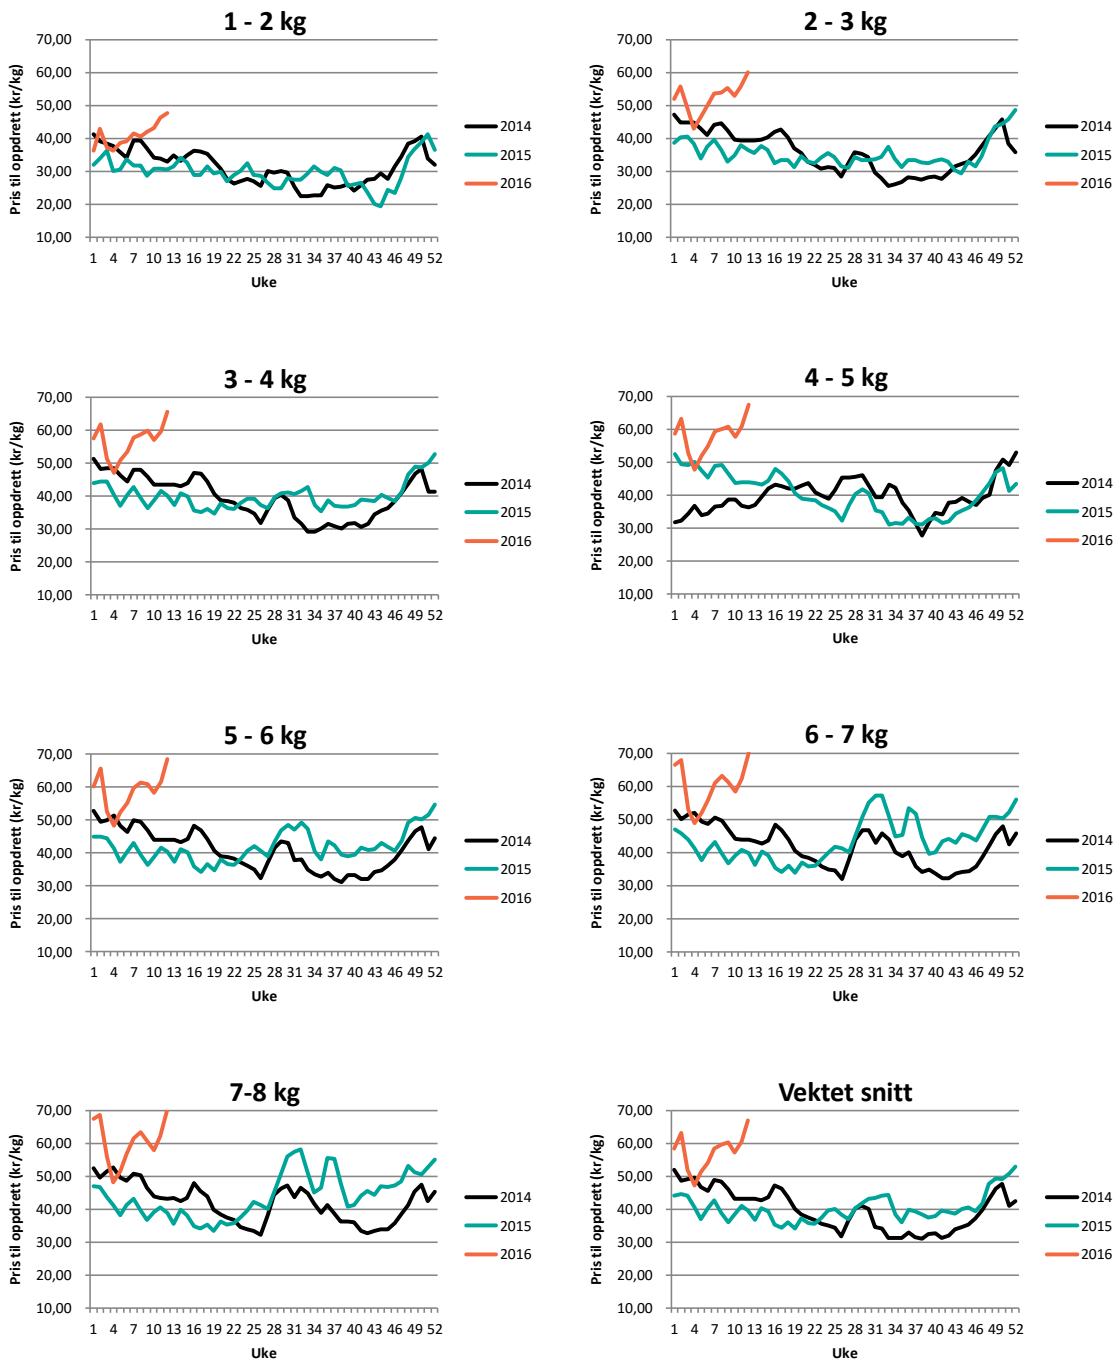 1 - 2 kg
Pris til oppdrett (kr/kg)
70,00
60,00
50,00
40,00
30,00
20,00
10,00
1 4 7 10 13 16 19 22 25 28 31 34 37 40 43 46 49 52
Uke
2014
2015
2016
2 - 3 kg
Pris til oppdrett (kr/kg)
70,00
60,00
50,00
40,00
30,00
20,00
10,00
1 4 7 10 13 16 19 22 25 28 31 34 37 40 43 46 49 52
Uke
2014
2015
2016
3 - 4 kg
Pris til oppdrett (kr/kg)
70,00
60,00
50,00
40,00
30,00
20,00
10,00
1 4 7 10 13 16 19 22 25 28 31 34 37 40 43 46 49 52
Uke
2014
2015
2016
4 - 5 kg
Pris til oppdrett (kr/kg)
70,00
60,00
50,00
40,00
30,00
20,00
10,00
1 4 7 10 13 16 19 22 25 28 31 34 37 40 43 46 49 52
Uke
2014
2015
2016
5 - 6 kg
Pris til oppdrett (kr/kg)
70,00
60,00
50,00
40,00
30,00
20,00
10,00
1 4 7 10 13 16 19 22 25 28 31 34 37 40 43 46 49 52
Uke
2014
2015
2016
6 - 7 kg
Pris til oppdrett (kr/kg)
70,00
60,00
50,00
40,00
30,00
20,00
10,00
1 4 7 10 13 16 19 22 25 28 31 34 37 40 43 46 49 52
Uke
2014
2015
2016
7-8 kg
Pris til oppdrett (kr/kg)
70,00
60,00
50,00
40,00
30,00
20,00
10,00
1 4 7 10 13 16 19 22 25 28 31 34 37 40 43 46 49 52
Uke
2014
2015
2016
Vektet snitt
Pris til oppdrett (kr/kg)
70,00
60,00
50,00
40,00
30,00
20,00
10,00
1 4 7 10 13 16 19 22 25 28 31 34 37 40 43 46 49 52
Uke
2014
2015
2016